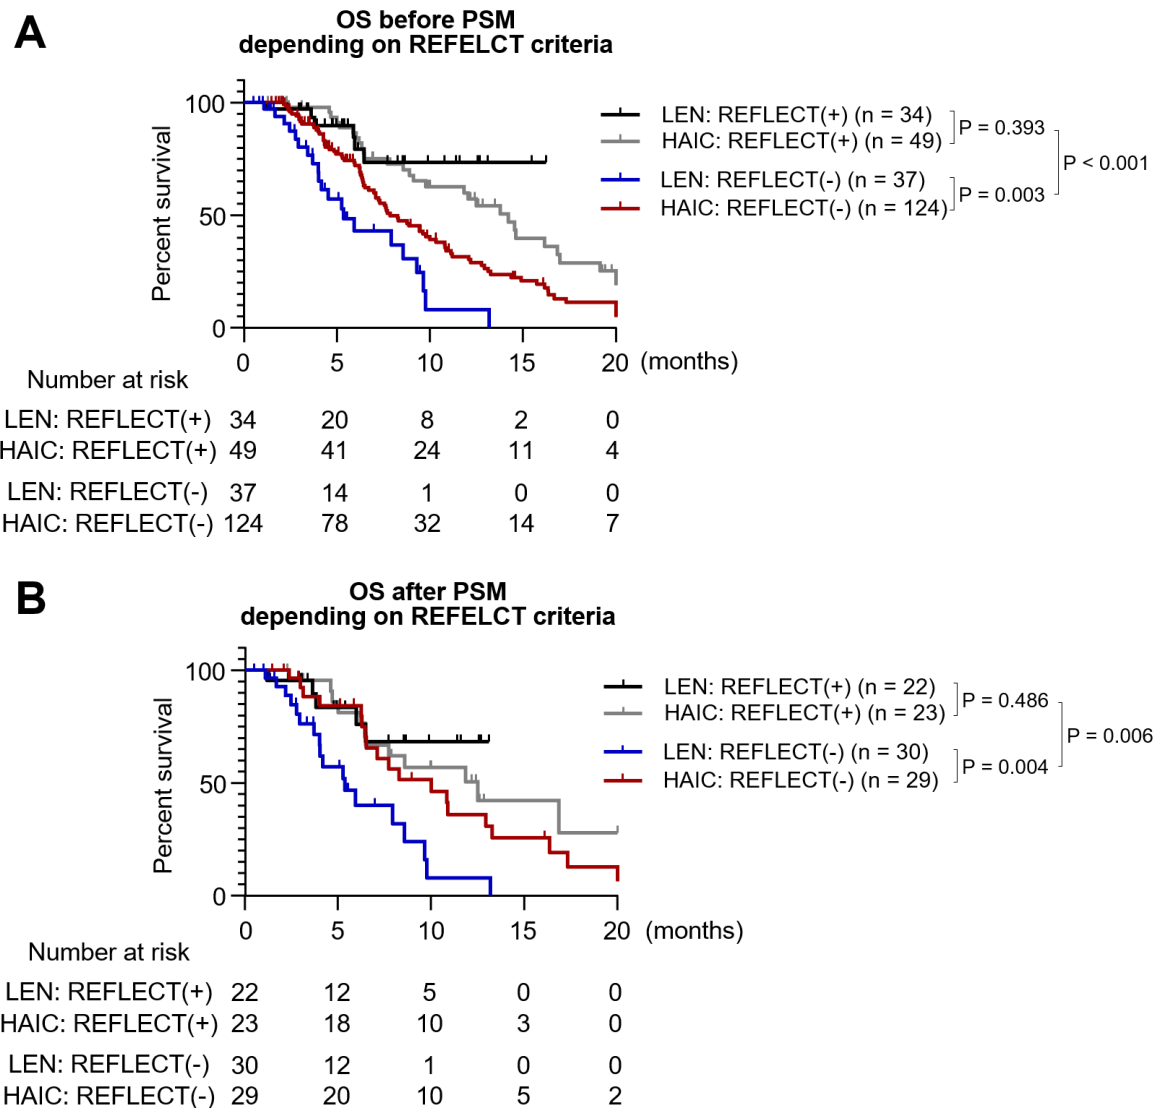 A
OS before PSM
depending on REFELCT criteria
Percent survival
100
50
0
0 5 10 15 20 (months)
LEN: REFLECT(+) (n = 34)
HAIC: REFLECT(+) (n = 49)
P = 0.393
LEN: REFLECT(-) (n = 37)
HAIC: REFLECT(-) (n = 124)
P = 0.003
P < 0.001
Number at risk
LEN: REFLECT(+) 34 20 8 2 0
HAIC: REFLECT(+) 49 41 24 11 4
LEN: REFLECT(-) 37 14 1 0 0
HAIC: REFLECT(-) 124 78 32 14 7
B
OS after PSM
depending on REFELCT criteria
Percent survival
100
50
0
0 5 10 15 20 (months)
LEN: REFLECT(+) (n = 22)
HAIC: REFLECT(+) (n = 23)
P = 0.486
LEN: REFLECT(-) (n = 30)
HAIC: REFLECT(-) (n = 29)
P = 0.004
P = 0.006
Number at risk
LEN: REFLECT(+) 22 12 5 0 0
HAIC: REFLECT(+) 23 18 10 3 0
LEN: REFLECT(-) 30 12 1 0 0
HAIC: REFLECT(-) 29 20 10 5 2